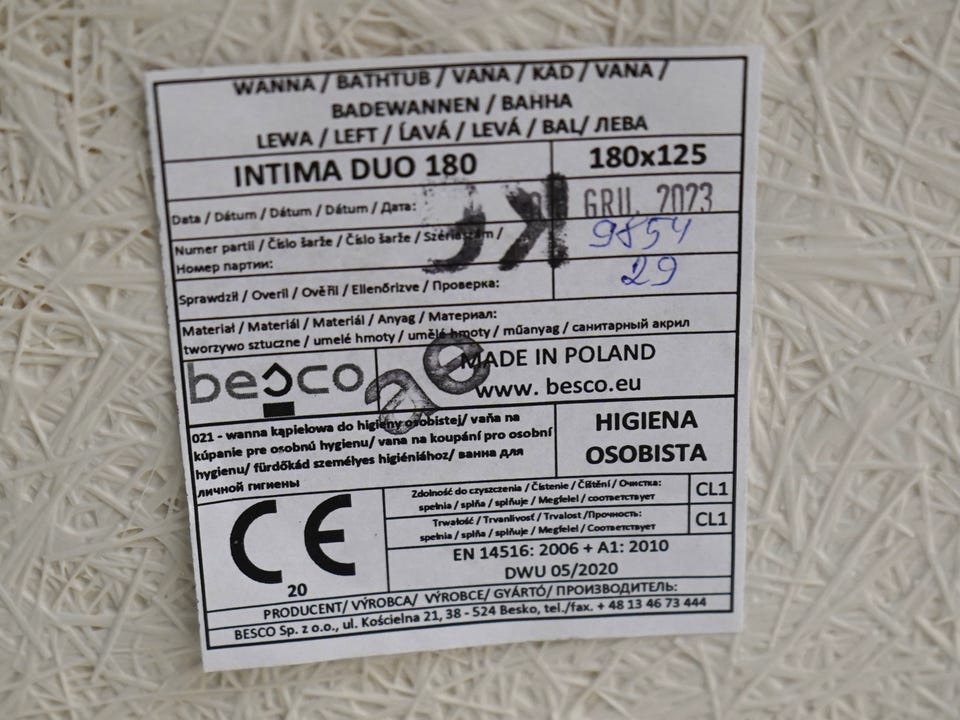 WANNA / BATHTUB / VAŇA / KÁD / VANA /
BADEWANNEN / ВАННА
LEWA / LEFT / ĹAVÁ / LEVÁ / BAL/ ЛЕВА
INTIMA DUO 180
180x125
Data / Dátum / Dátum / Dátum / Дата:
GRU. 2023
Numer partii / Číslo šarže / Číslo šarže / Szériaszám /
Номер партии:
9854
Sprawdził / Overil / Ověřil / Ellenőrizve / Проверка:
29
Materiał / Materiál / Materiál / Anyag / Материал:
tworzywo sztuczne / umelé hmoty / umělé hmoty / műanyag / санитарный акрил
besco
MADE IN POLAND
www. besco.eu
021 - wanna kąpielowa do higieny osobistej/ vaňa na
kúpanie pre osobnú hygienu/ vana na koupání pro osobní
hygienu/ fürdőkád személyes higiéniához/ ванна для
личной гигиены
HIGIENA
OSOBISTA
CE
20
Zdolność do czyszczenia / Čistenie / Čištění / Очистка:
spełnia / splňa / splňuje / Megfelel / соответствует
CL1
Trwałość / Trvanlivosť / Trvalost /Прочность:
spełnia / splňa / splňuje / Megfelel / Соответствует
CL1
EN 14516: 2006 + A1: 2010
DWU 05/2020
PRODUCENT/ VÝROBCA/ VÝROBCE/ GYÁRTÓ/ ПРОИЗВОДИТЕЛЬ:
BESCO Sp. z o.o., ul. Kościelna 21, 38 - 524 Besko, tel./fax. + 48 13 46 73 444